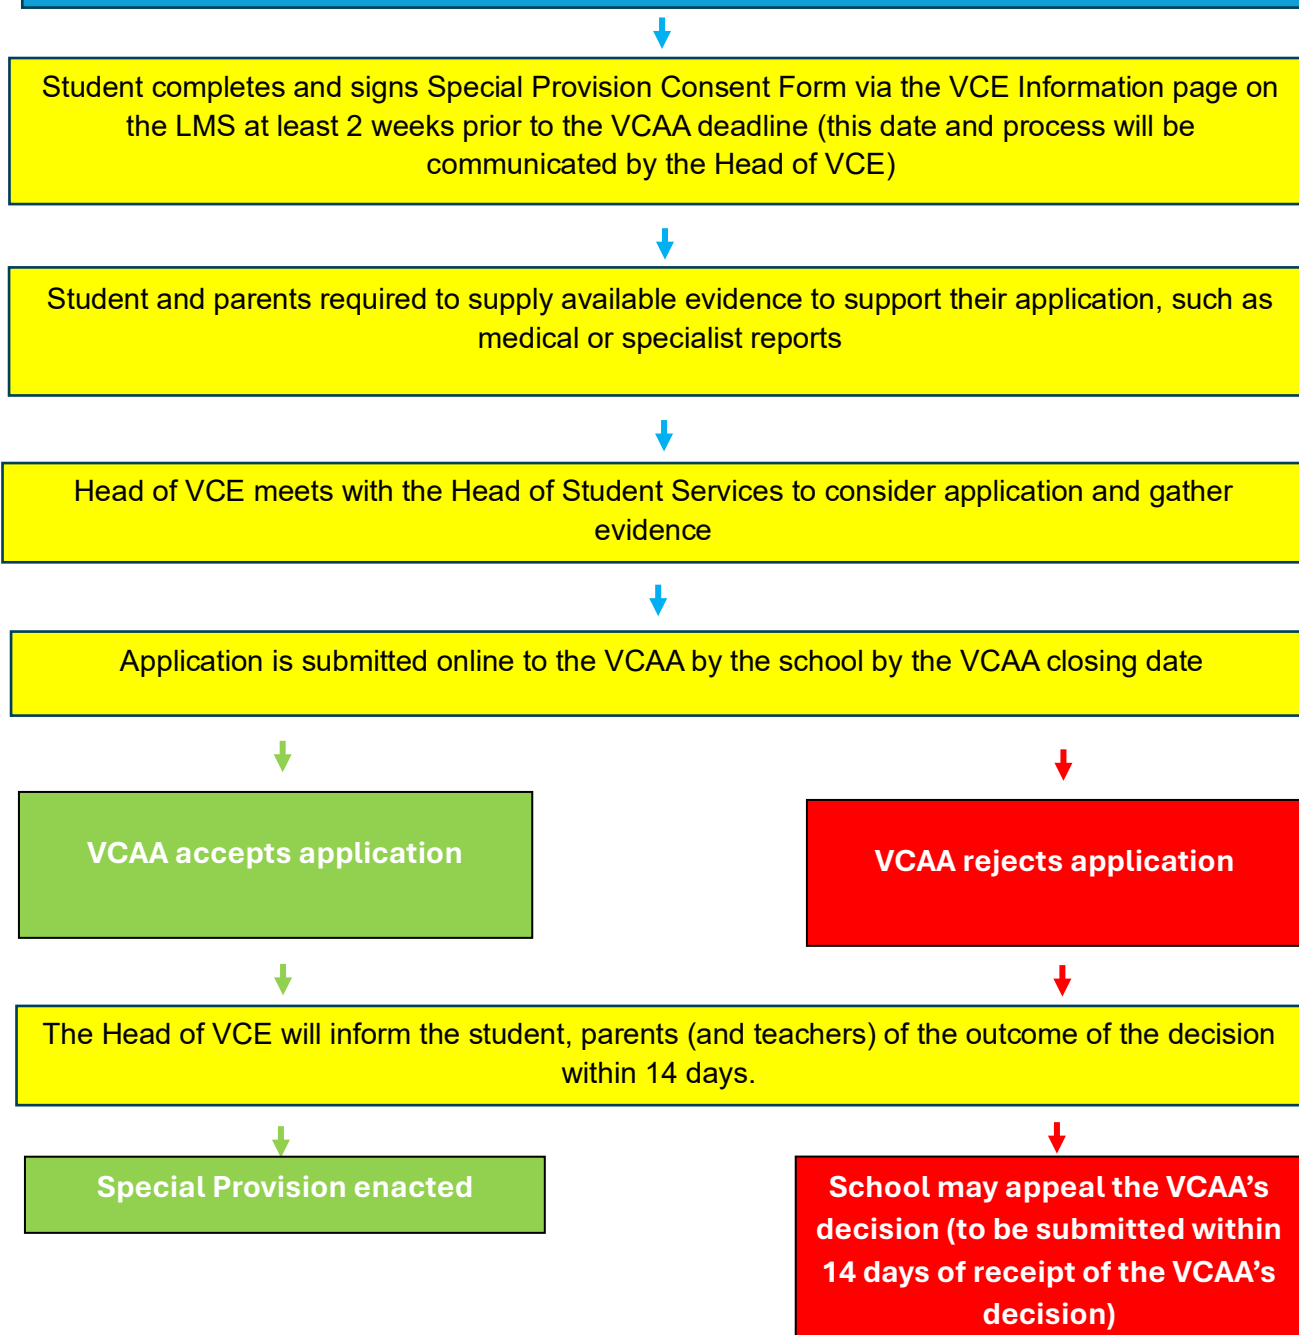 Student completes and signs Special Provision Consent Form via the VCE Information page on
the LMS at least 2 weeks prior to the VCAA deadline (this date and process will be
communicated by the Head of VCE)
Student and parents required to supply available evidence to support their application, such as
medical or specialist reports
Head of VCE meets with the Head of Student Services to consider application and gather
evidence
Application is submitted online to the VCAA by the school by the VCAA closing date
VCAA accepts application
VCAA rejects application
The Head of VCE will inform the student, parents (and teachers) of the outcome of the decision
within 14 days.
Special Provision enacted
School may appeal the VCAA’s
decision (to be submitted within
14 days of receipt of the VCAA’s
decision)